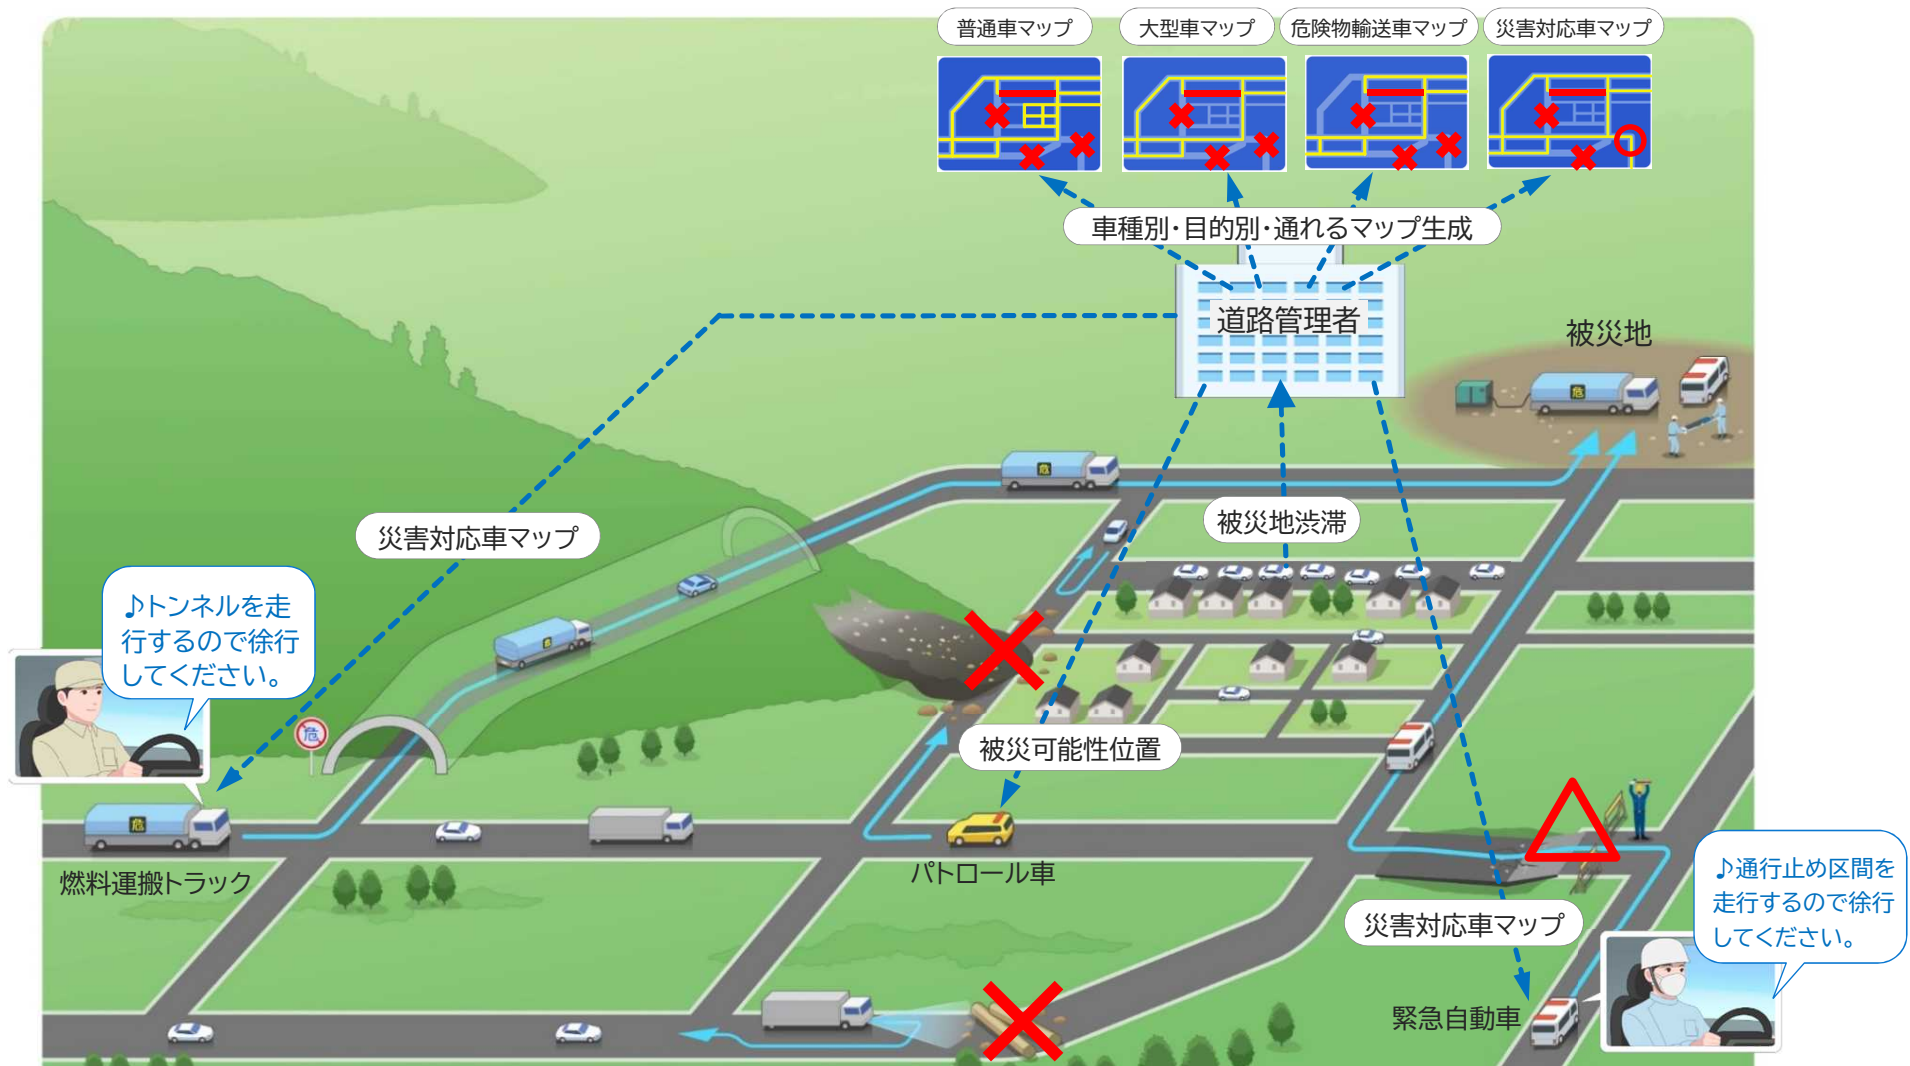 普通車マップ
大型車マップ
危険物輸送車マップ
災害対応車マップ
車種別・目的別・通れるマップ生成
道路管理者
被災地
危
危
被災地渋滞
災害対応車マップ
♪トンネルを走
行するので徐行
してください。
危
危
被災可能性位置
危
燃料運搬トラック
パトロール車
♪通行止め区間を
走行するので徐行
してください。
災害対応車マップ
緊急自動車